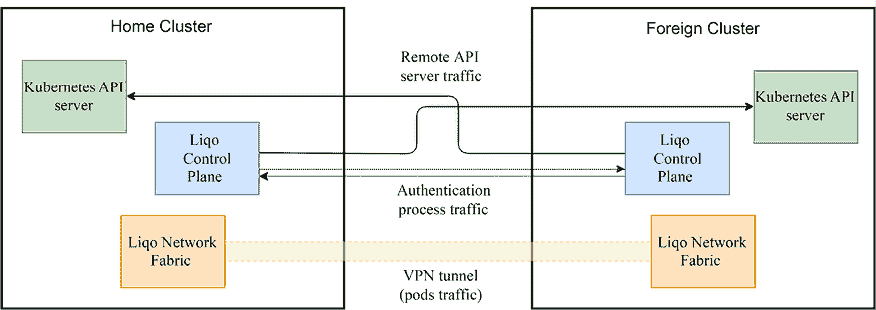 Home Cluster
Foreign Cluster
Remote API
server traffic
Kubernetes API
server
Kubernetes API
server
Liqo
Control
Plane
Liqo
Control
Plane
Authentication
process traffic
Liqo Network
Fabric
Liqo Network
Fabric
VPN tunnel
(pods traffic)